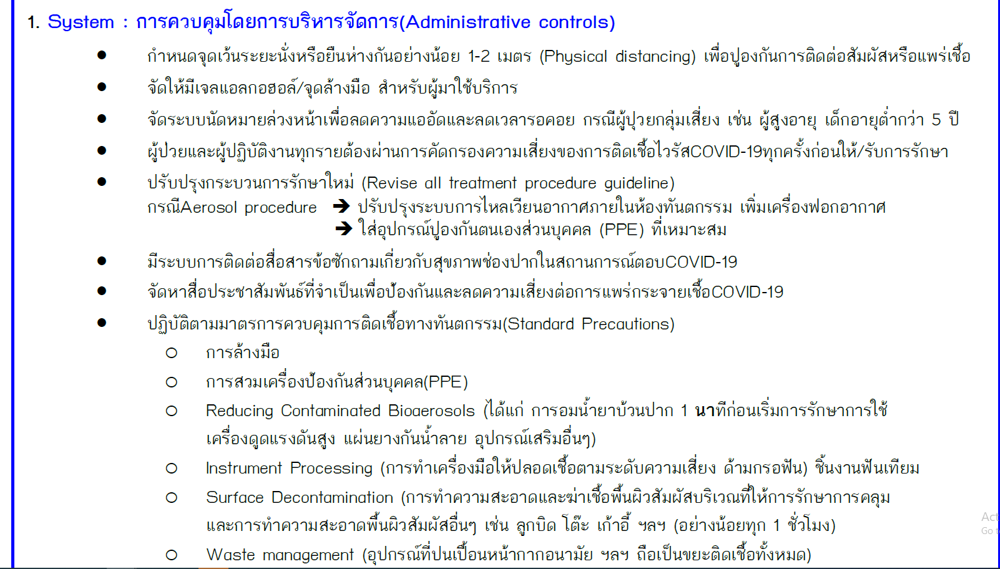 1. System : การควบคุมโดยการบริหารจัดการ(Administrative controls)
● กำหนดจุดเว้นระยะนั่งหรือยืนห่างกันอย่างน้อย 1-2 เมตร (Physical distancing) เพื่อปูองกันการติดต่อสัมผัสหรือแพร่เชื้อ
● จัดให้มีเจลแอลกอฮอล์/จุดล้างมือ สำหรับผู้มาใช้บริการ
● จัดระบบนัดหมายล่วงหน้าเพื่อลดความแออัดและลดเวลารอคอย กรณีผู้ปุวยกลุ่มเสี่ยง เช่น ผู้สูงอายุ เด็กอายุต่ำกว่า 5 ปี
● ผู้ป่วยและผู้ปฏิบัติงานทุกรายต้องผ่านการคัดกรองความเสี่ยงของการติดเชื้อไวรัสCOVID-19ทุกครั้งก่อนให้/รับการรักษา
● ปรับปรุงกระบวนการรักษาใหม่ (Revise all treatment procedure guideline)
กรณีAerosol procedure ➔ ปรับปรุงระบบการไหลเวียนอากาศภายในห้องทันตกรรม เพิ่มเครื่องฟอกอากาศ
➔ ใส่อุปกรณ์ปูองกันตนเองส่วนบุคคล (PPE) ที่เหมาะสม
● มีระบบการติดต่อสื่อสารข้อซักถามเกี่ยวกับสุขภาพช่องปากในสถานการณ์ตอบCOVID-19
● จัดหาสื่อประชาสัมพันธ์ที่จำเป็นเพื่อป้องกันและลดความเสี่ยงต่อการแพร่กระจายเชื้อCOVID-19
● ปฏิบัติตามมาตรการควบคุมการติดเชื้อทางทันตกรรม(Standard Precautions)
○ การล้างมือ
○ การสวมเครื่องป้องกันส่วนบุคคล(PPE)
○ Reducing Contaminated Bioaerosols (ได้แก่ การอมน้ำยาบ้วนปาก 1 นาทีก่อนเริ่มการรักษาการใช้
เครื่องดูดแรงดันสูง แผ่นยางกันน้ำลาย อุปกรณ์เสริมอื่นๆ)
○ Instrument Processing (การทำเครื่องมือให้ปลอดเชื้อตามระดับความเสี่ยง ด้ามกรอฟัน) ชิ้นงานฟันเทียม
○ Surface Decontamination (การทำความสะอาดและฆ่าเชื้อพื้นผิวสัมผัสบริเวณที่ให้การรักษาการคลุม
และการทำความสะอาดพื้นผิวสัมผัสอื่นๆ เช่น ลูกบิด โต๊ะ เก้าอี้ ฯลฯ (อย่างน้อยทุก 1 ชั่วโมง)
Act
Go t
○ Waste management (อุปกรณ์ที่ปนเปื้อนหน้ากากอนามัย ฯลฯ ถือเป็นขยะติดเชื้อทั้งหมด)